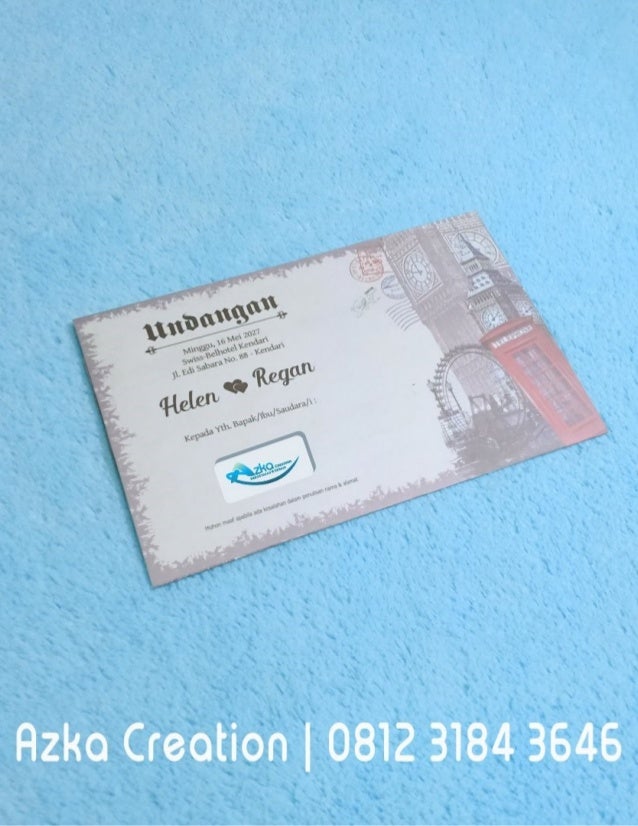 Undangan
Minggu, 16 Mei 2027
Swiss-Belhotel Kendari
Jl. Edi Sabara No. 88 - Kendari
Helen Regan
Kepada Yth. Bapak/Ibu/Saudara/i :
Azka
Mohon maaf apabila ada kesalahan dalam penulisan nama & alamat
Azka Creation | 0812 3184 3646